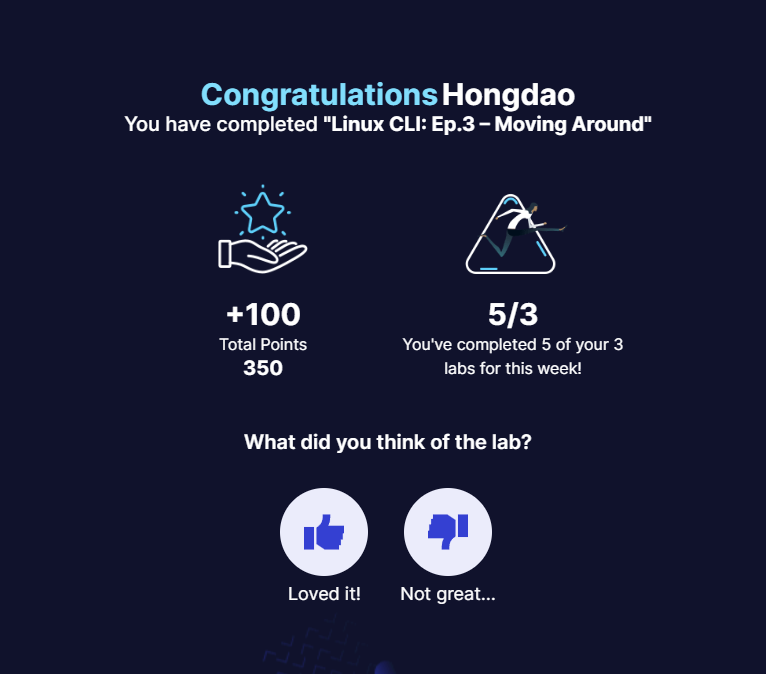 Congratulations Hongdao
You have completed "Linux CLI: Ep.3 – Moving Around"
+100
Total Points
350
5/3
You've completed 5 of your 3
labs for this week!
What did you think of the lab?
Loved it!
Not great...